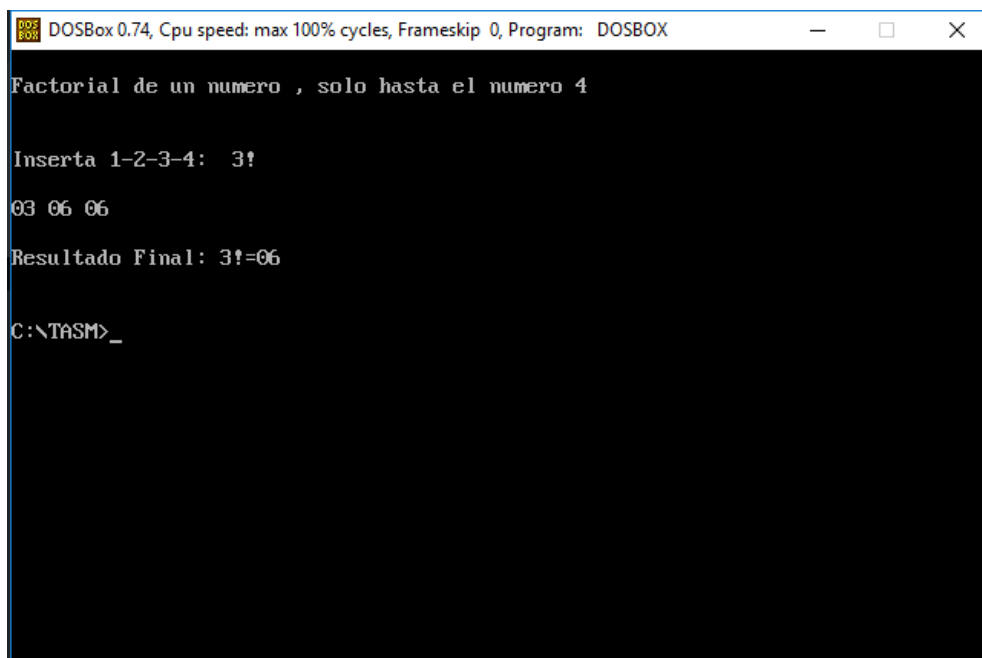 DOSBox 0.74, Cpu speed: max 100% cycles, Frameskip 0, Program: DOSBOX
Factorial de un numero , solo hasta el numero 4
Inserta 1-2-3-4: 3!
03 06 06
Resultado Final: 3!=06
C:\TASM>_